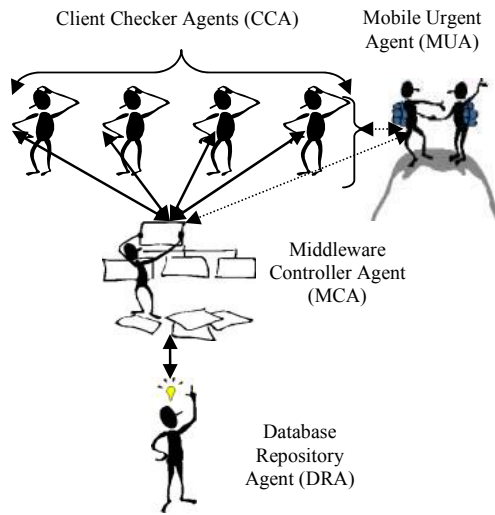 Client Checker Agents (CCA)
Mobile Urgent
Agent (MUA)
Middleware
Controller Agent
(MCA)
Database
Repository
Agent (DRA)